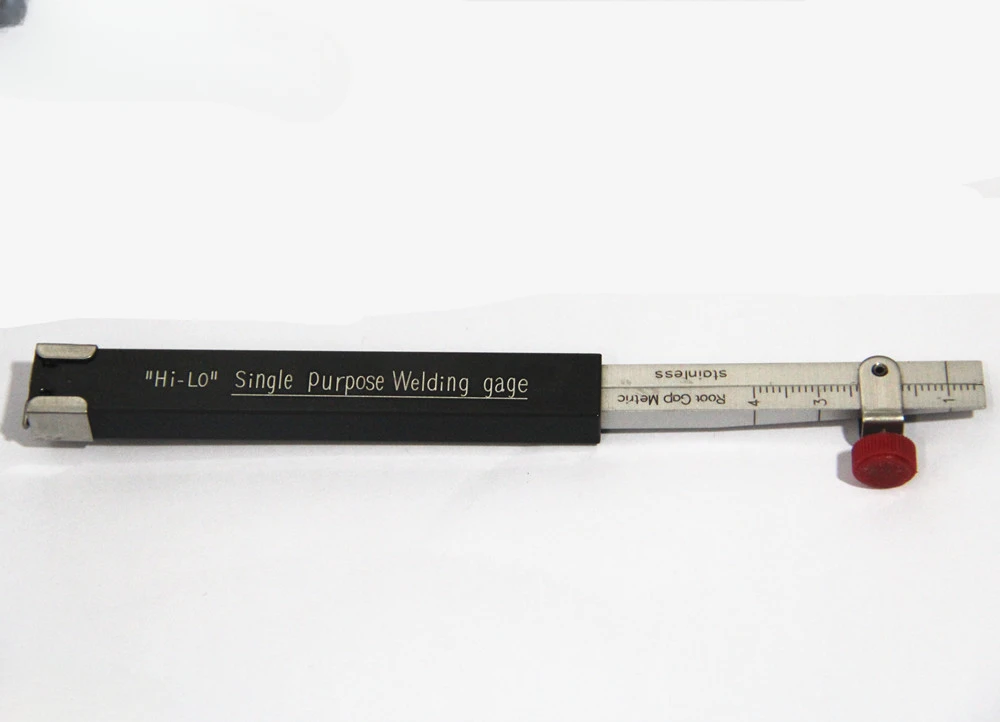 "Hi-Lo" Single Purpose Welding gage
stainless
Root Gap Metric
4 3 1